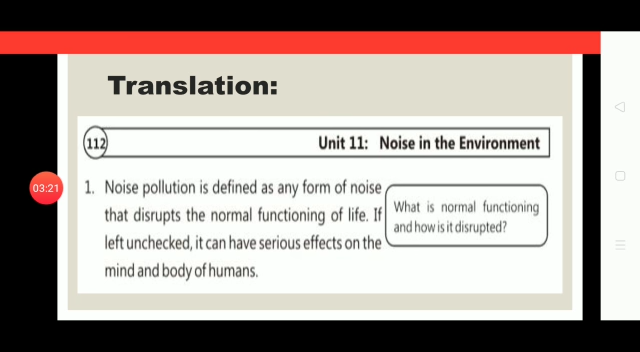 Translation:
112
Unit 11: Noise in the Environment
03:21
1. Noise pollution is defined as any form of noise
that disrupts the normal functioning of life. If
left unchecked, it can have serious effects on the
mind and body of humans.
What is normal functioning
and how is it disrupted?